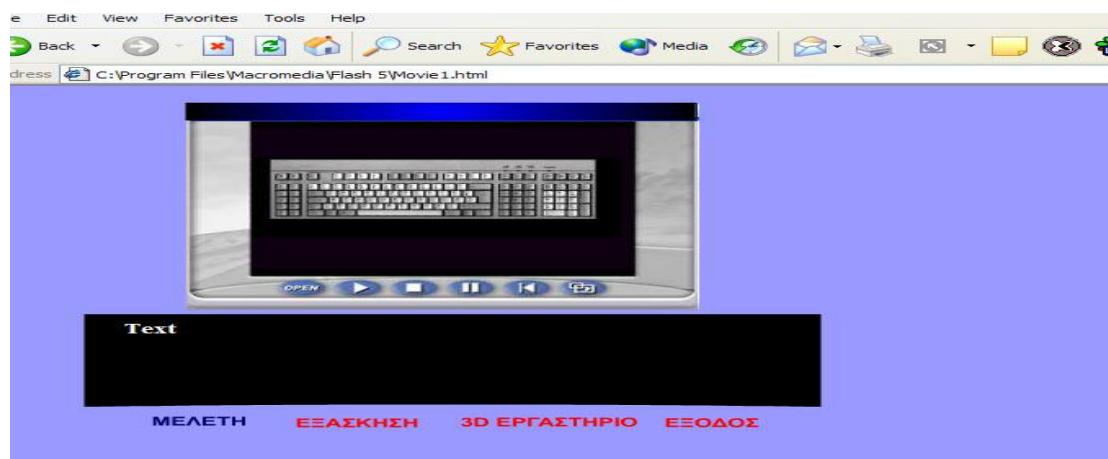 e Edit View Favorites Tools Help
Back Search Favorites Media
dress C:\Program Files\Macromedia\Flash 5\Movie1.html
OPEN
Text
ΜΕΛΕΤΗ ΕΞΑΣΚΗΣΗ 3D ΕΡΓΑΣΤΗΡΙΟ ΕΞΟΔΟΣ